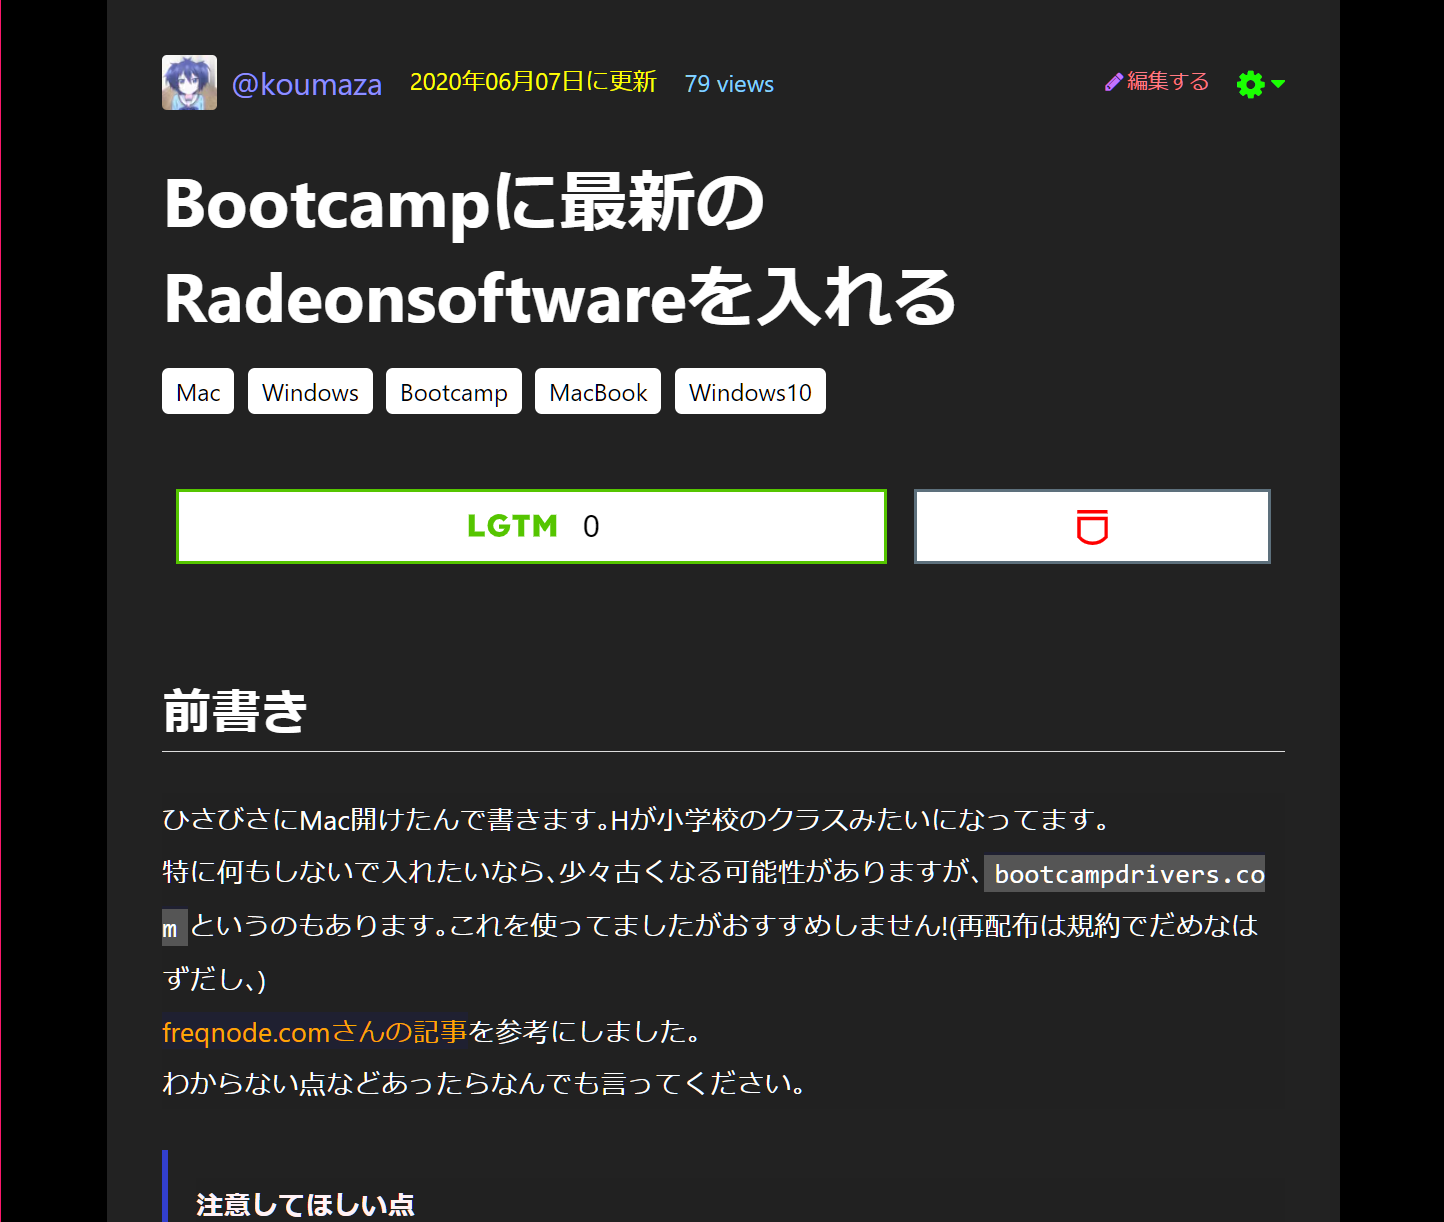 @koumaza 2020年06月07日に更新 79 views 編集する
Bootcampに最新の
Radeonsoftwareを入れる
Mac Windows Bootcamp MacBook Windows10
LGTM 0
前書き
ひさびさにMac開けたんで書きます。Hが小学校のクラスみたいになってます。
特に何もしないで入れたいなら、少々古くなる可能性がありますが、bootcampdrivers.co
mというのもあります。これを使ってましたがおすすめしません!(再配布は規約でだめなは
ずだし、)
freqnode.comさんの記事を参考にしました。
わからない点などあったらなんでも言ってください。
注意してほしい点